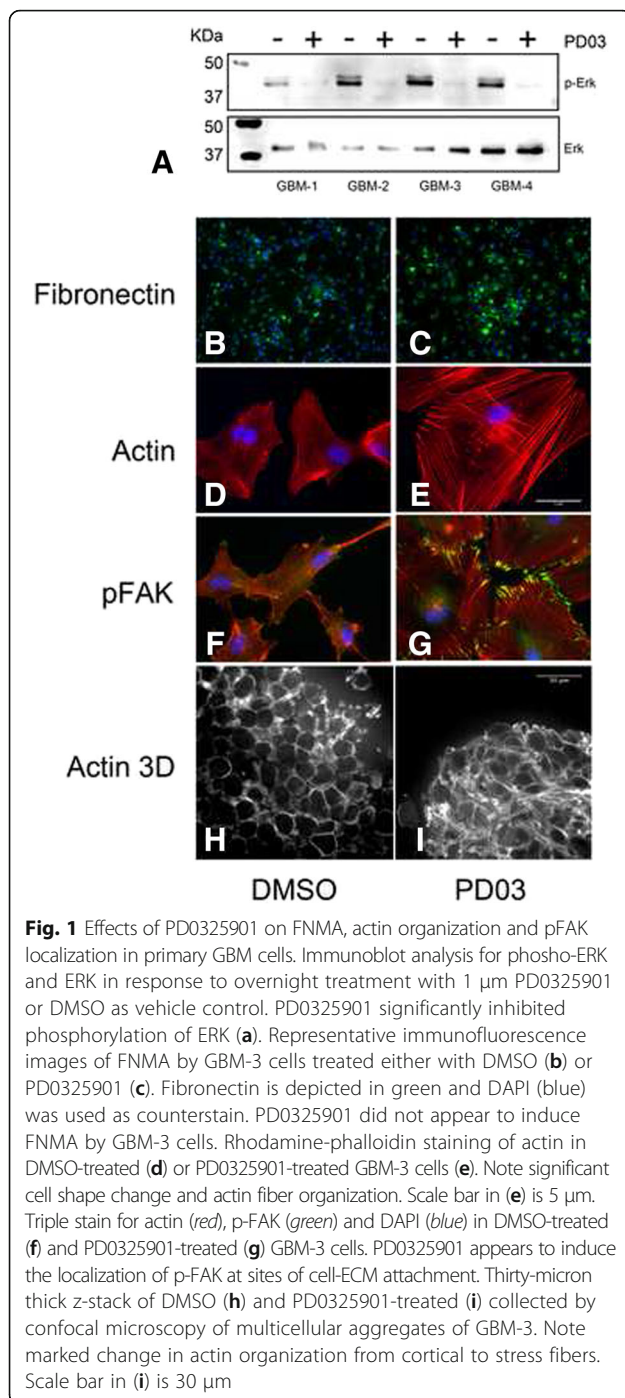 KDa - + - + - + - + PD03
50
p-Erk
37
50
37
Erk
A
GBM-1 GBM-2 GBM-3 GBM-4
Fibronectin
B C
Actin
D E
pFAK
F G
Actin 3D
H I
DMSO PD03
Fig. 1 Effects of PD0325901 on FNMA, actin organization and pFAK
localization in primary GBM cells. Immunoblot analysis for phosho-ERK
and ERK in response to overnight treatment with 1 μm PD0325901
or DMSO as vehicle control. PD0325901 significantly inhibited
phosphorylation of ERK (a). Representative immunofluorescence
images of FNMA by GBM-3 cells treated either with DMSO (b) or
PD0325901 (c). Fibronectin is depicted in green and DAPI (blue)
was used as counterstain. PD0325901 did not appear to induce
FNMA by GBM-3 cells. Rhodamine-phalloidin staining of actin in
DMSO-treated (d) or PD0325901-treated GBM-3 cells (e). Note significant
cell shape change and actin fiber organization. Scale bar in (e) is 5 μm.
Triple stain for actin (red), p-FAK (green) and DAPI (blue) in DMSO-treated
(f) and PD0325901-treated (g) GBM-3 cells. PD0325901 appears to induce
the localization of p-FAK at sites of cell-ECM attachment. Thirty-micron
thick z-stack of DMSO (h) and PD0325901-treated (i) collected by
confocal microscopy of multicellular aggregates of GBM-3. Note
marked change in actin organization from cortical to stress fibers.
Scale bar in (i) is 30 μm